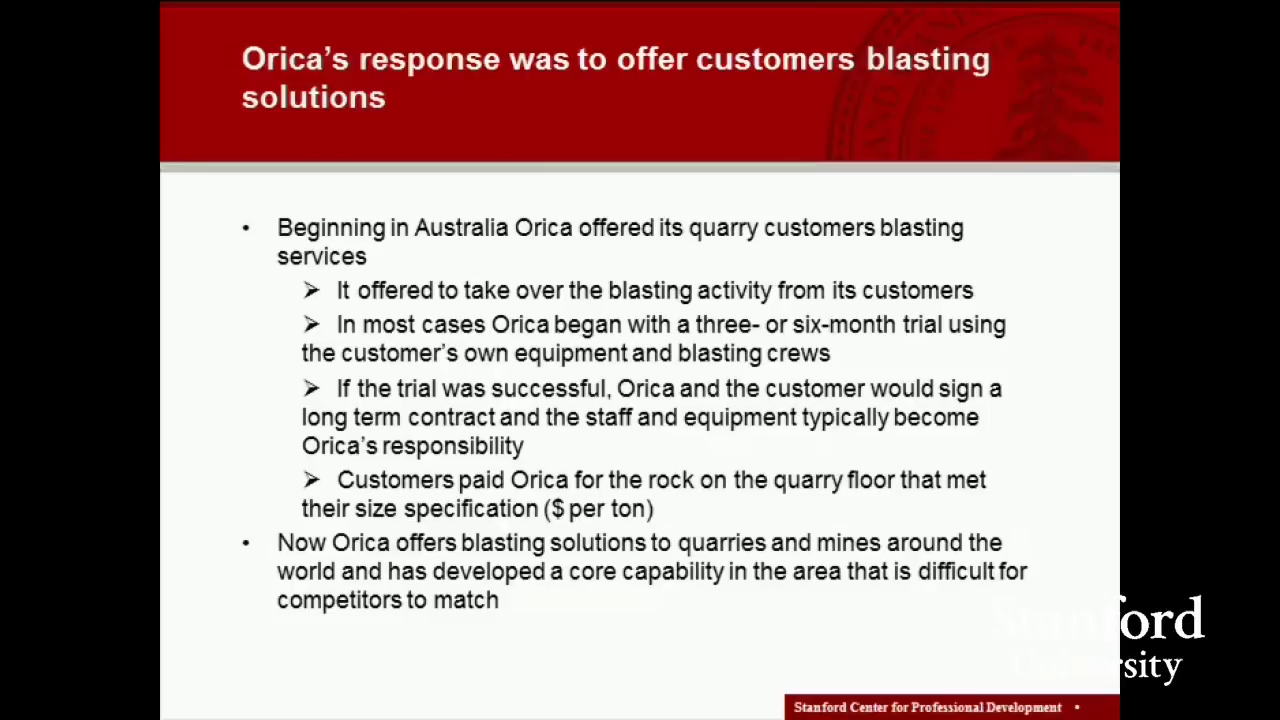 Orica's response was to offer customers blasting
solutions
• Beginning in Australia Orica offered its quarry customers blasting
services
➢ It offered to take over the blasting activity from its customers
➢ In most cases Orica began with a three- or six-month trial using
the customer's own equipment and blasting crews
➢ If the trial was successful, Orica and the customer would sign a
long term contract and the staff and equipment typically become
Orica's responsibility
➢ Customers paid Orica for the rock on the quarry floor that met
their size specification ($ per ton)
• Now Orica offers blasting solutions to quarries and mines around the
world and has developed a core capability in the area that is difficult for
competitors to match
Stanford
University
Stanford Center for Professional Development •